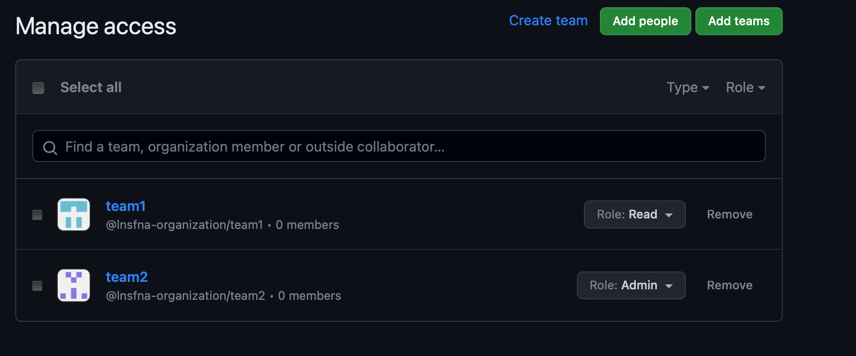 Manage access
Create team Add people Add teams
Select all Type Role
Find a team, organization member or outside collaborator...
team1
@lnsfna-organization/team1 • 0 members
Role: Read Remove
team2
@lnsfna-organization/team2 • 0 members
Role: Admin Remove